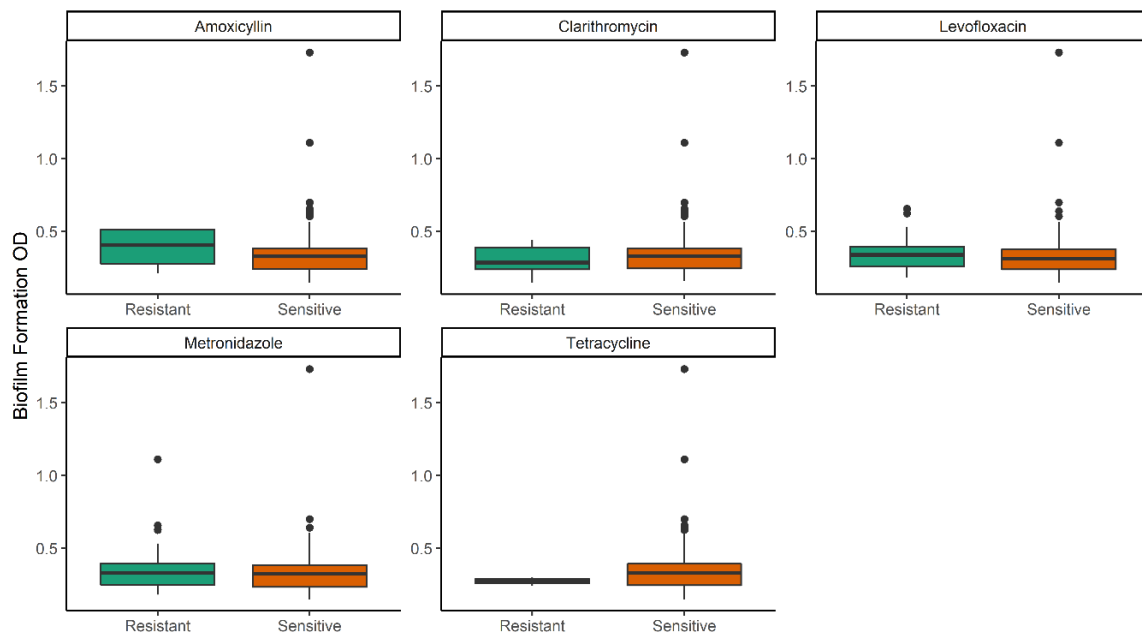 Amoxicyllin
Clarithromycin
Levofloxacin
1.5
1.0
0.5
1.5
1.0
0.5
1.5
1.0
0.5
Resistant Sensitive
Resistant Sensitive
Resistant Sensitive
Biofilm Formation OD
Metronidazole
Tetracycline
1.5
1.0
0.5
1.5
1.0
0.5
Resistant Sensitive
Resistant Sensitive